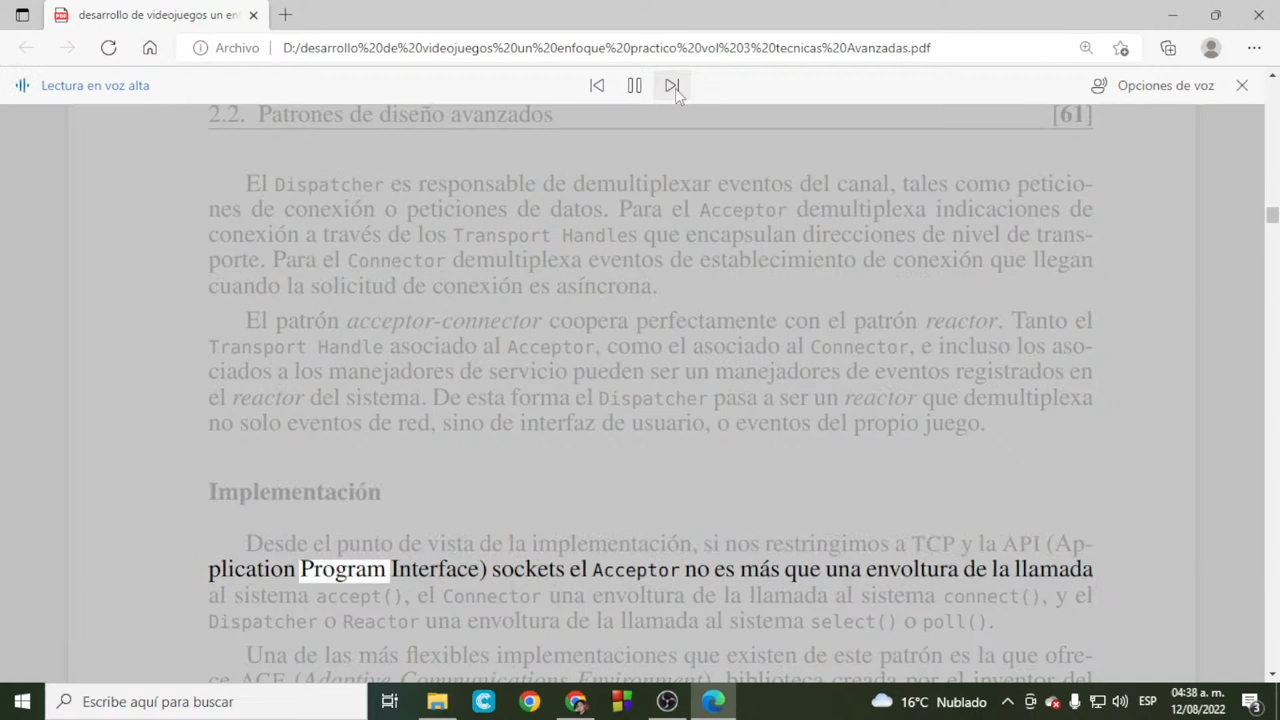 desarrollo de videojuegos un en
Archivo
D:/desarrollo%20de%20videojuegos%20un%20enfoque%20practico%20vol%203%20tecnicas%20Avanzadas.pdf
Lectura en voz alta
Opciones de voz
2.2. Patrones de diseño avanzados [61]
El Dispatcher es responsable de demultiplexar eventos del canal, tales como peticio-
nes de conexión o peticiones de datos. Para el Acceptor demultiplexa indicaciones de
conexión a través de los Transport Handles que encapsulan direcciones de nivel de trans-
porte. Para el Connector demultiplexa eventos de establecimiento de conexión que llegan
cuando la solicitud de conexión es asíncrona.
El patrón acceptor-connector coopera perfectamente con el patrón reactor. Tanto el
Transport Handle asociado al Acceptor, como el asociado al Connector, e incluso los aso-
ciados a los manejadores de servicio pueden ser un manejadores de eventos registrados en
el reactor del sistema. De esta forma el Dispatcher pasa a ser un reactor que demultiplexa
no solo eventos de red, sino de interfaz de usuario, o eventos del propio juego.
Implementación
Desde el punto de vista de la implementación, si nos restringimos a TCP y la API (Ap-
plication Program Interface) sockets el Acceptor no es más que una envoltura de la llamada
al sistema accept(), el Connector una envoltura de la llamada al sistema connect(), y el
Dispatcher o Reactor una envoltura de la llamada al sistema select() o poll().
Una de las más flexibles implementaciones que existen de este patrón es la que ofre-
ce ACE (Adaptive Communications Environment), biblioteca creada por el inventor del
Escribe aquí para buscar
16°C Nublado
ESP
04:38 a. m.
12/08/2022
3